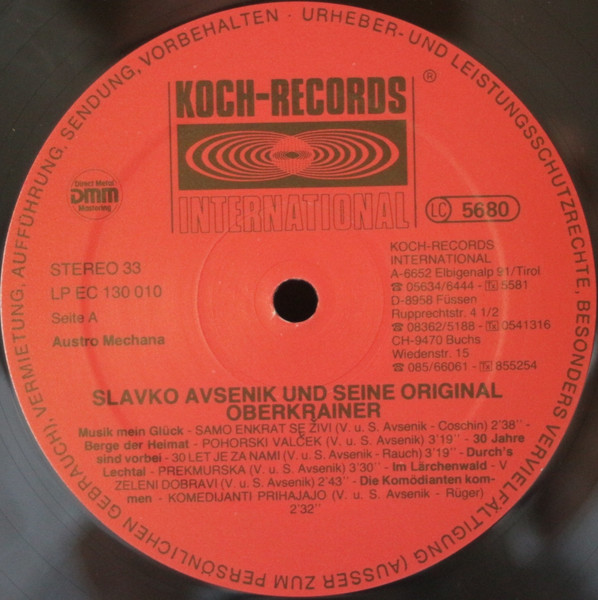 VERMIETUNG, AUFFÜHRUNG, SENDUNG, VORBEHALTEN · URHEBER- UND LEISTUNGSSCHUTZRECHTE, BESONDERS VERVIELFÄLTIGUNG (AUSSER ZUM PERSÖNLICHEN GEBRAUCH),
KOCH-RECORDS
®
INTERNATIONAL
Direct Metal
DMM
Mastering
LC 5680
STEREO 33
LP EC 130 010
Seite A
Austro Mechana
KOCH-RECORDS
INTERNATIONAL
A-6652 Elbigenalp 91/Tirol
☎ 05634/6444 - Tx 5581
D-8958 Füssen
Rupprechtstr. 4 1/2
☎ 08362/5188 - Tx 0541316
CH-9470 Buchs
Wiedenstr. 15
☎ 085/66061 - Tx 855254
SLAVKO AVSENIK UND SEINE ORIGINAL
OBERKRAINER
Musik mein Glück - SAMO ENKRAT SE ŽIVI (V. u. S. Avsenik - Coschin) 2'38" -
Berge der Heimat - POHORSKI VALČEK (V. u. S. Avsenik) 3'19" - 30 Jahre
sind vorbei - 30 LET JE ZA NAMI (V. u. S. Avsenik - Rauch) 3'19" - Durch's
Lechtal - PREKMURSKA (V. u. S. Avsenik) 3'30" - Im Lärchenwald - V
ZELENI DOBRAVI (V. u. S. Avsenik) 2'43" - Die Komödianten kom-
men - KOMEDIJANTI PRIHAJAJO (V. u. S. Avsenik - Rüger)
2'32"